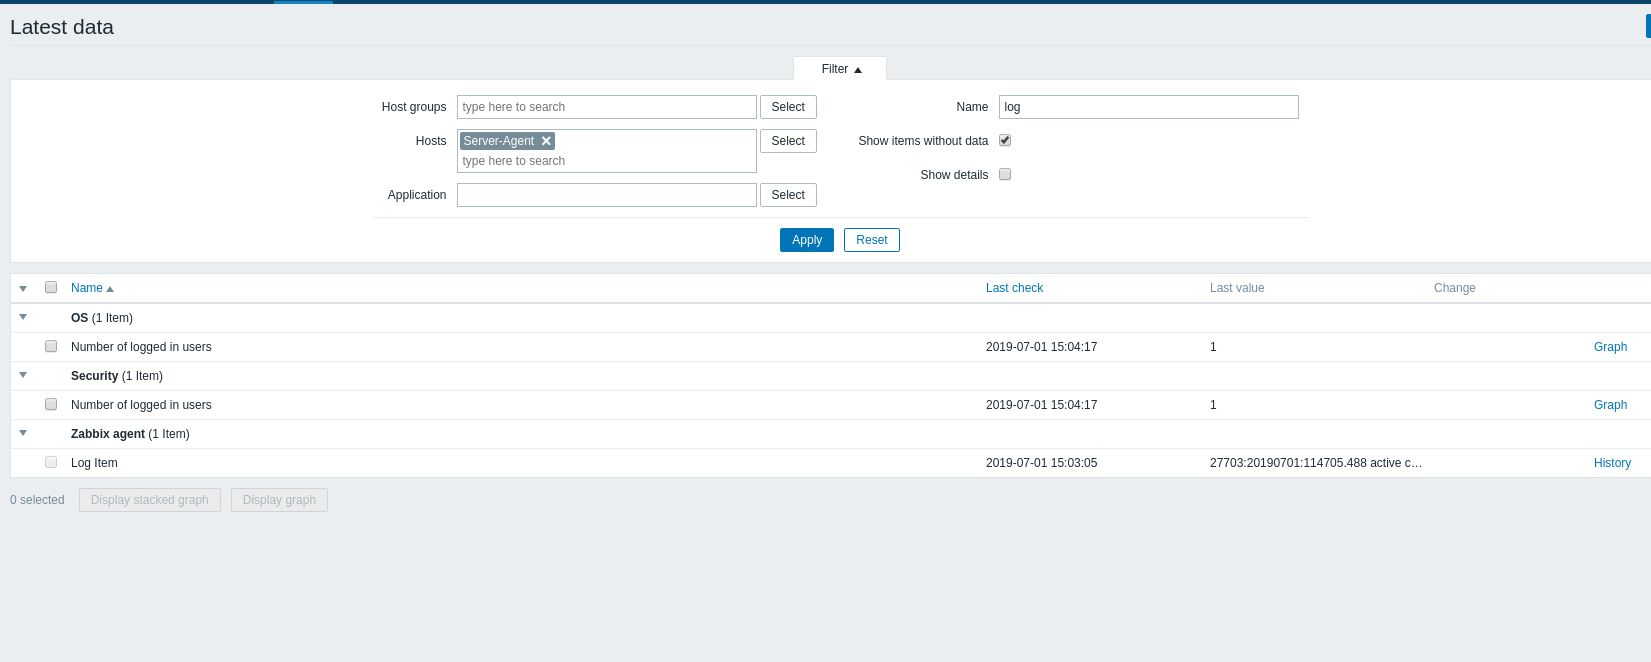 Latest data
Filter
Host groups type here to search Select Name log
Hosts Server-Agent Select Show items without data
type here to search
Show details
Application Select
Apply Reset
Name Last check Last value Change
OS (1 Item)
Number of logged in users 2019-07-01 15:04:17 1 Graph
Security (1 Item)
Number of logged in users 2019-07-01 15:04:17 1 Graph
Zabbix agent (1 Item)
Log Item 2019-07-01 15:03:05 27703:20190701:114705.488 active c… History
0 selected Display stacked graph Display graph